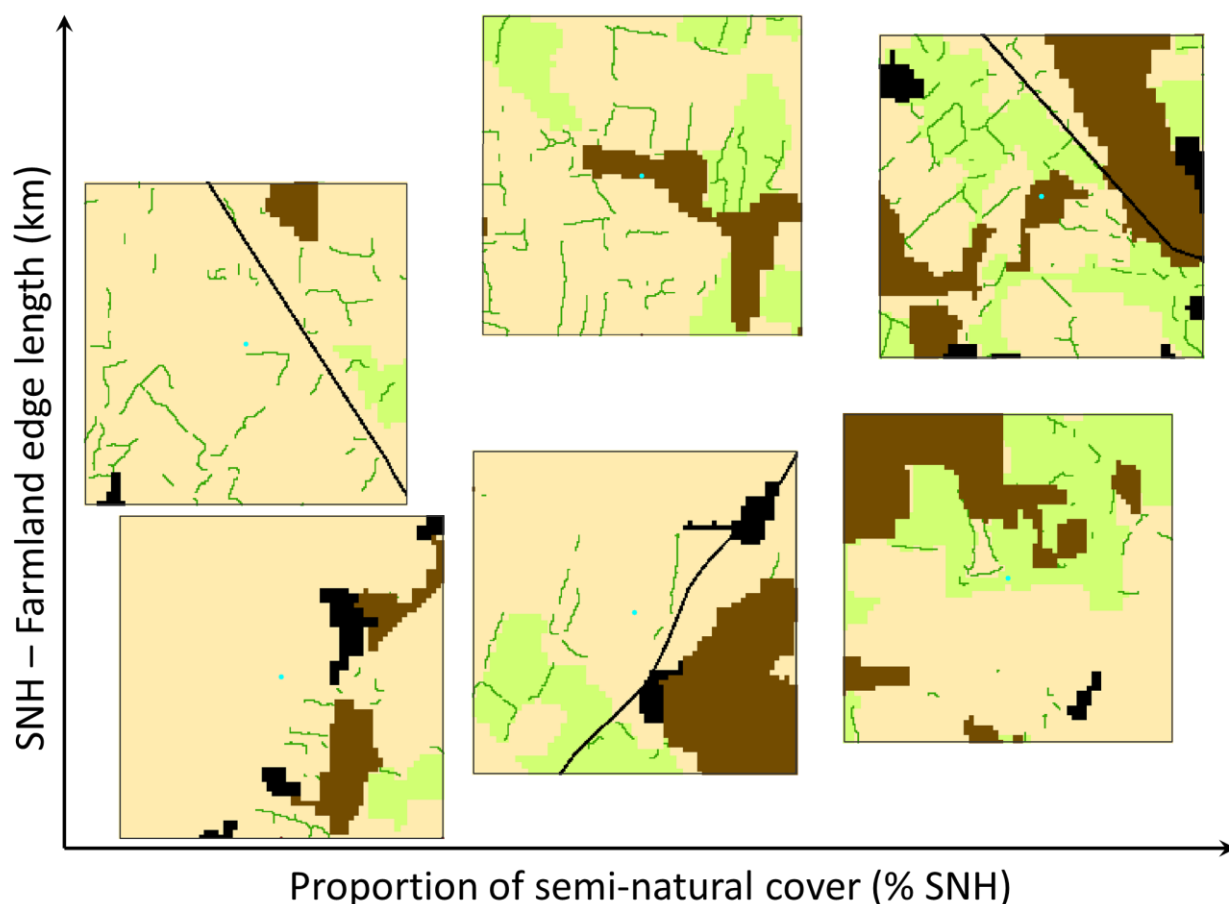 SNH – Farmland edge length (km)
Proportion of semi-natural cover (% SNH)